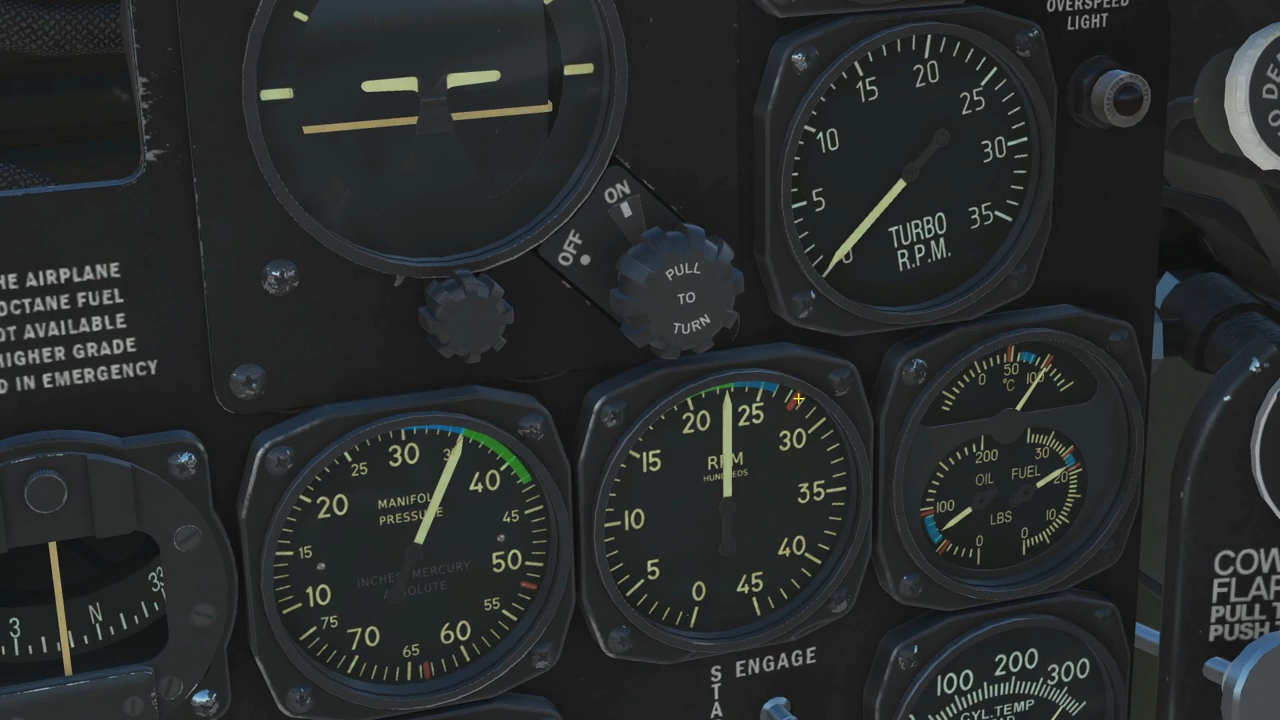 OVERSPEED
LIGHT
15
20
25
10
30
5
35
TURBO
R.P.M.
0
ON
OFF
PULL
TO
TURN
HE AIRPLANE
OCTANE FUEL
OT AVAILABLE
HIGHER GRADE
D IN EMERGENCY
0
50
100
°C
200
30
OIL
FUEL
20
100
LBS
10
0
0
20
25
15
30
RPM
HUNDREDS
10
35
5
40
0
45
25
30
40
20
MANIFOL
PRESSURE
45
15
50
INCHES MERCURY
ABSOLUTE
10
55
75
70
60
65
3
N
33
COW
FLAP
PULL T
PUSH
ENGAGE
STA
100
200
300
CYL.TEMP
O DE